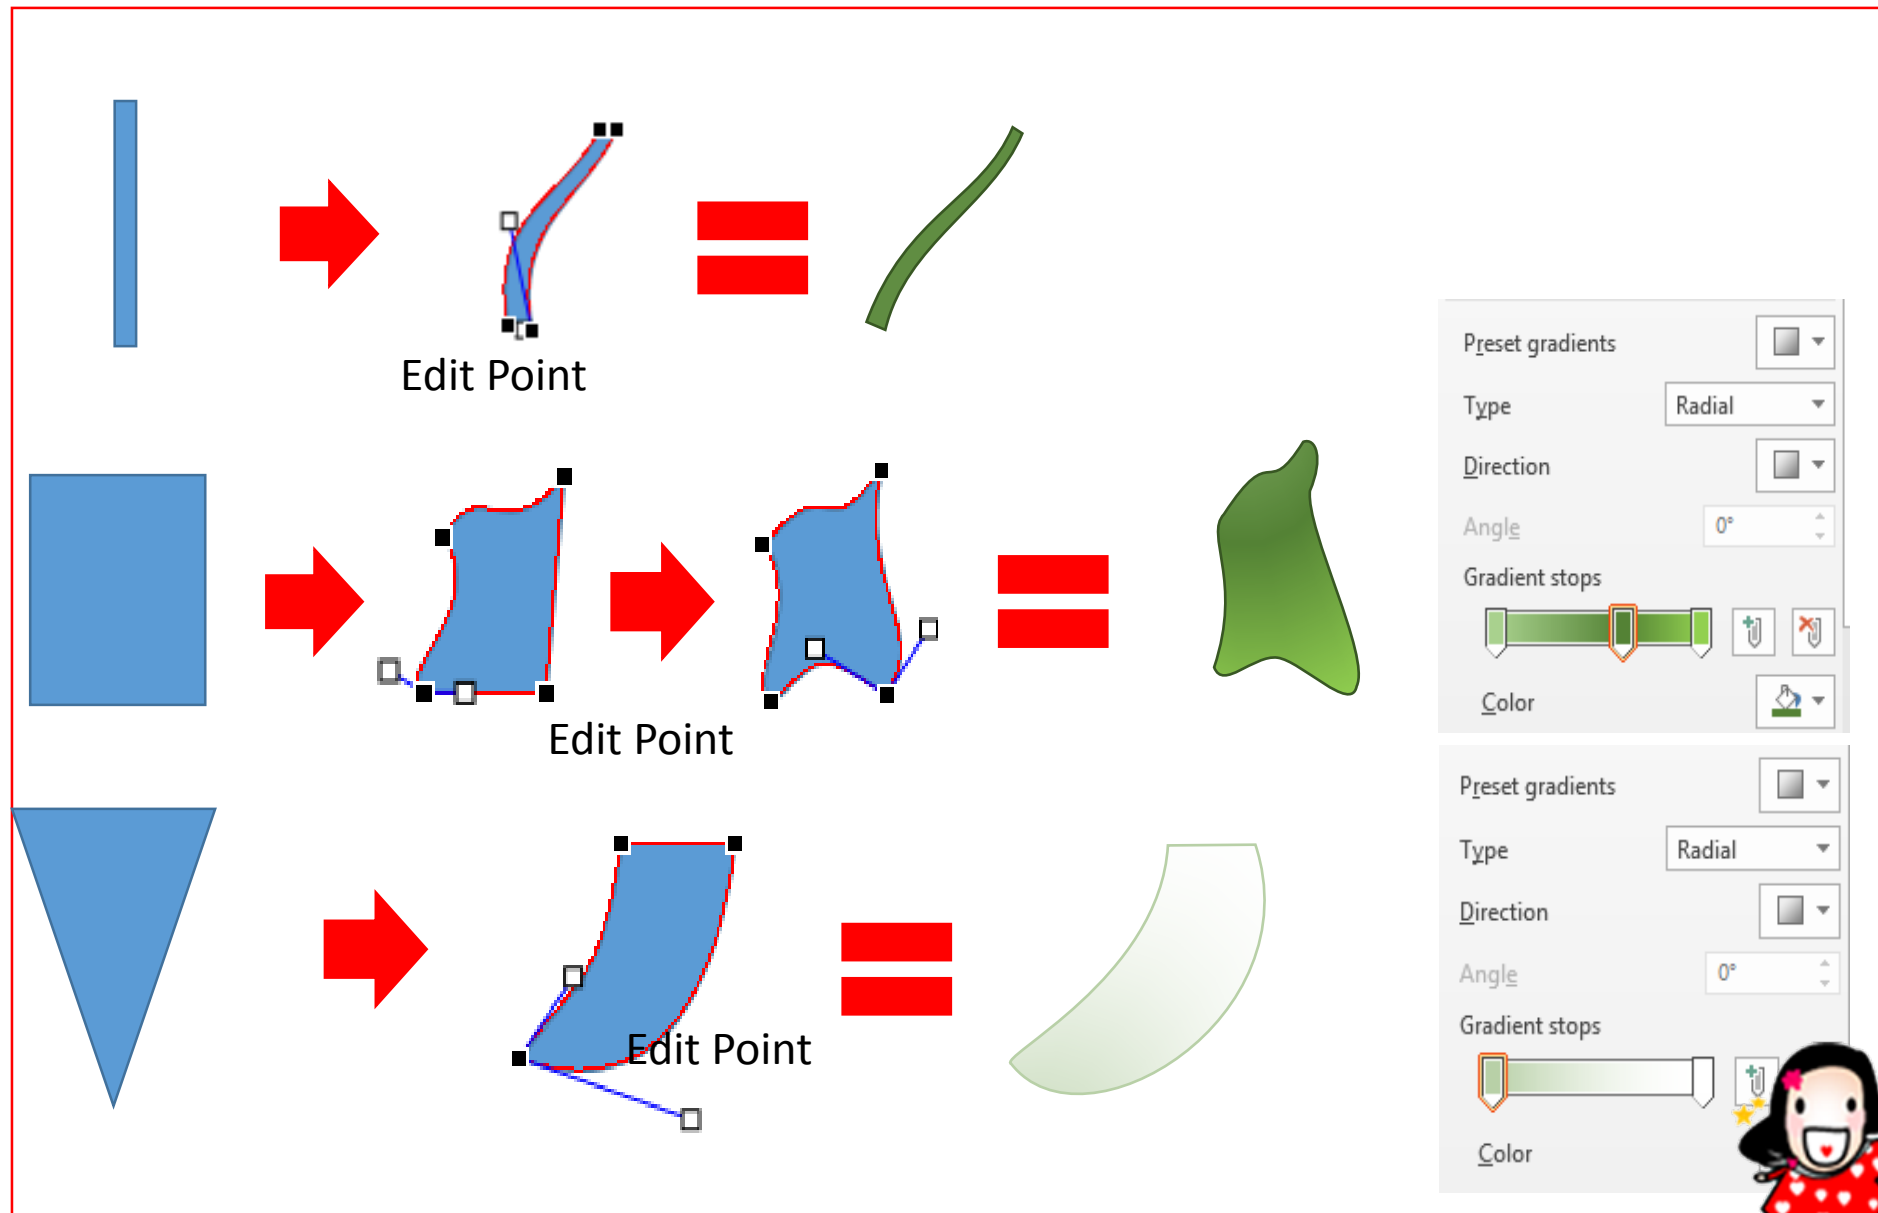 Edit Point
Edit Point
Edit Point
Preset gradients
Type
Radial
Direction
Angle
0°
Gradient stops
Color
Preset gradients
Type
Radial
Direction
Angle
0°
Gradient stops
Color